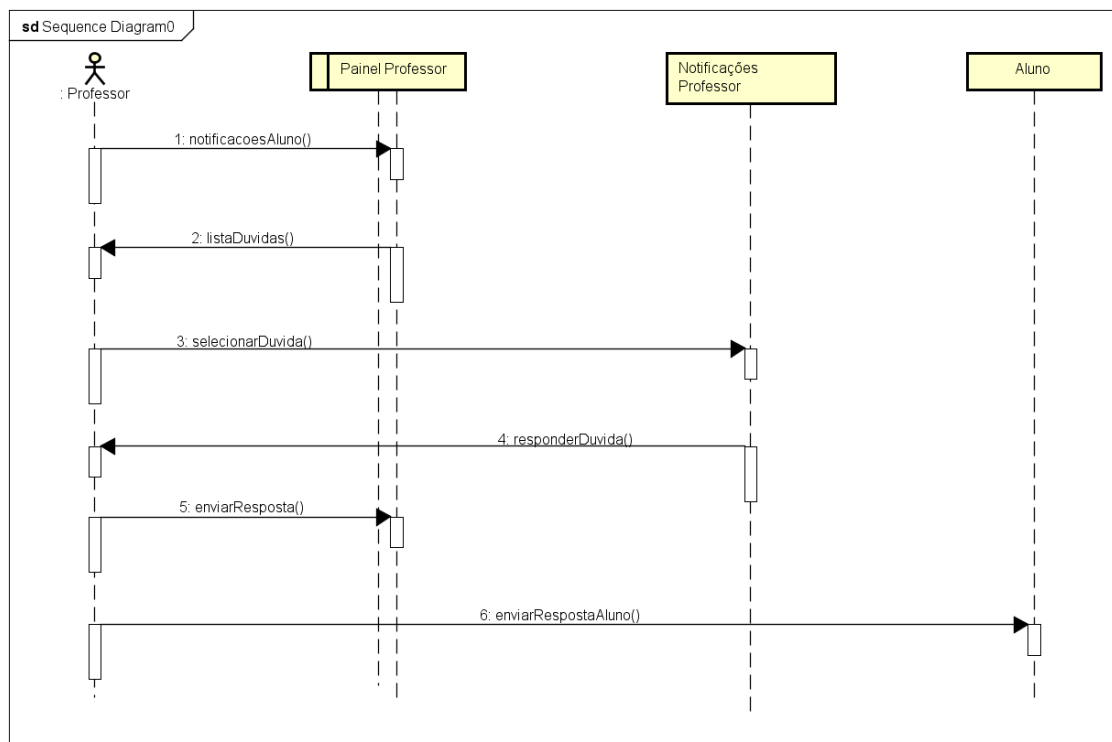 sd Sequence Diagram0
: Professor
Painel Professor
Notificações
Professor
Aluno
1: notificacoesAluno()
2: listaDuvidas()
3: selecionarDuvida()
4: responderDuvida()
5: enviarResposta()
6: enviarRespostaAluno()